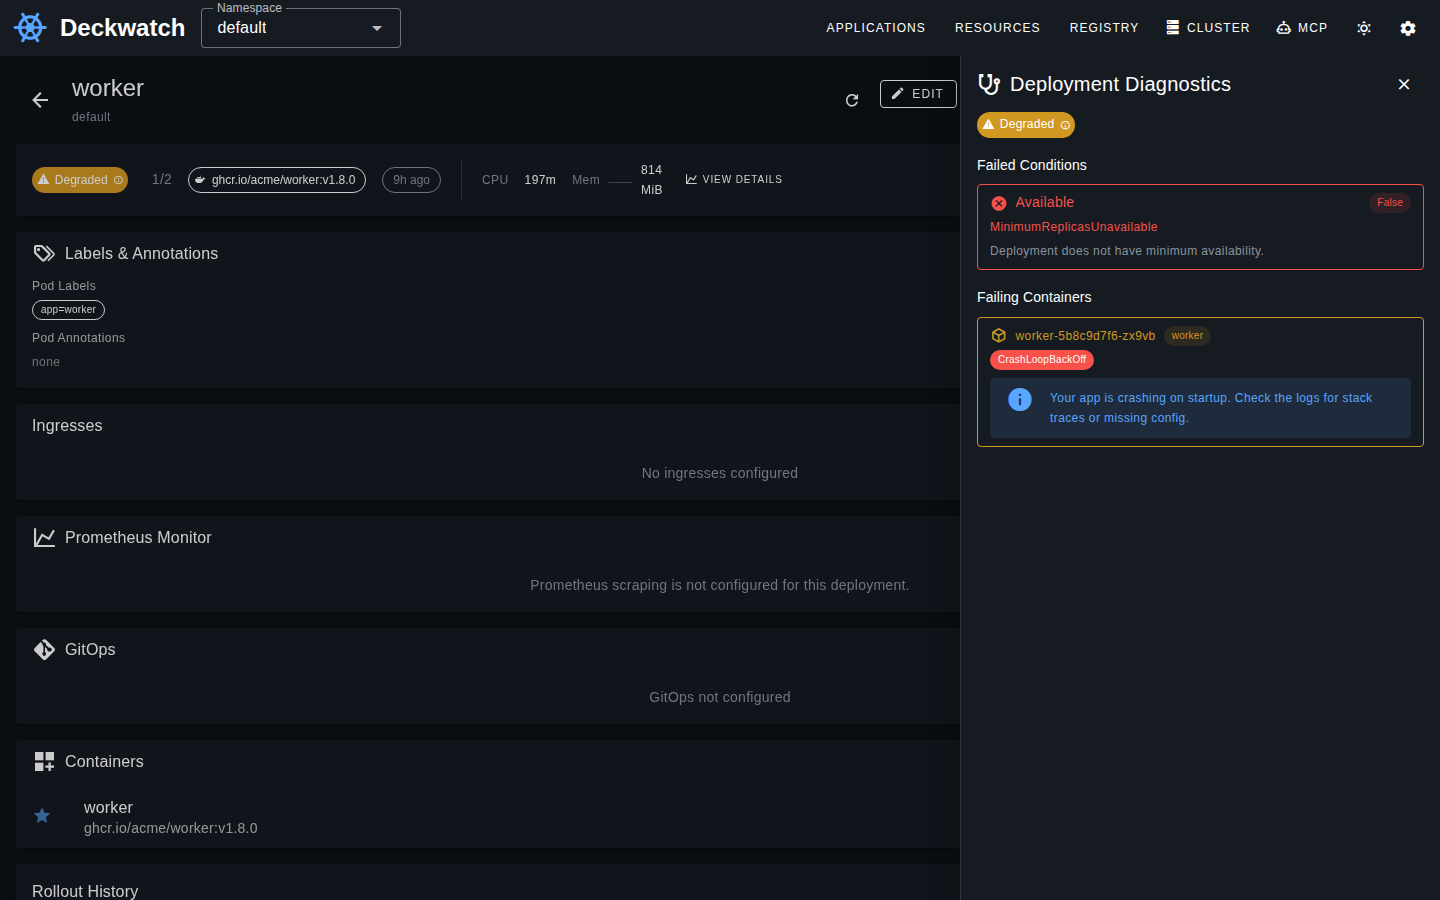 Deckwatch
Namespace
default
APPLICATIONS
RESOURCES
REGISTRY
CLUSTER
MCP
worker
default
EDIT
Degraded
1/2
ghcr.io/acme/worker:v1.8.0
9h ago
CPU
197m
Mem
814
MiB
VIEW DETAILS
Labels & Annotations
Pod Labels
app=worker
Pod Annotations
none
Ingresses
No ingresses configured
Prometheus Monitor
Prometheus scraping is not configured for this deployment.
GitOps
GitOps not configured
Containers
worker
ghcr.io/acme/worker:v1.8.0
Rollout History
Deployment Diagnostics
Degraded
Failed Conditions
Available
False
MinimumReplicasUnavailable
Deployment does not have minimum availability.
Failing Containers
worker-5b8c9d7f6-zx9vb
worker
CrashLoopBackOff
Your app is crashing on startup. Check the logs for stack
traces or missing config.